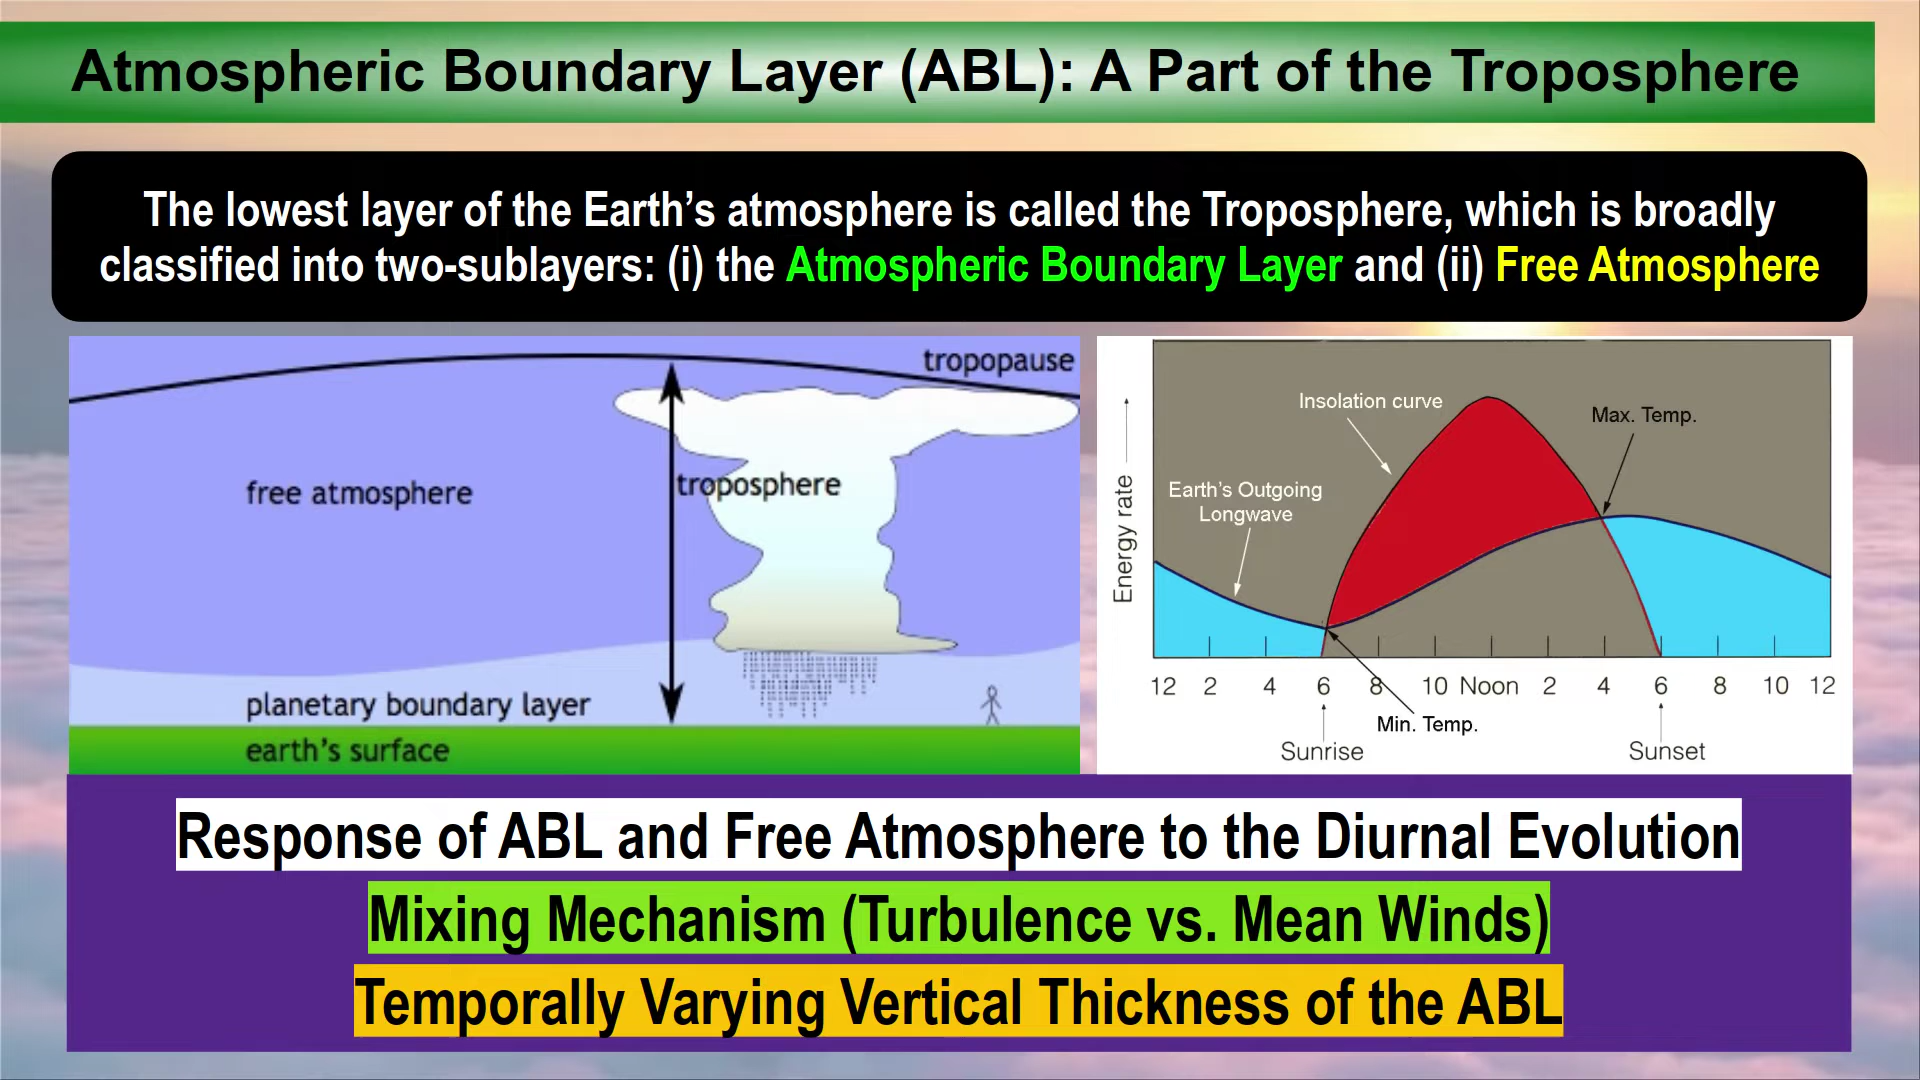 Atmospheric Boundary Layer (ABL): A Part of the Troposphere
The lowest layer of the Earth’s atmosphere is called the Troposphere, which is broadly
classified into two-sublayers: (i) the Atmospheric Boundary Layer and (ii) Free Atmosphere
tropopause
free atmosphere
troposphere
planetary boundary layer
earth’s surface
Insolation curve
Max. Temp.
Earth’s Outgoing
Longwave
Energy rate
12 2 4 6 8 10 Noon 2 4 6 8 10 12
Min. Temp.
Sunrise
Sunset
Response of ABL and Free Atmosphere to the Diurnal Evolution
Mixing Mechanism (Turbulence vs. Mean Winds)
Temporally Varying Vertical Thickness of the ABL